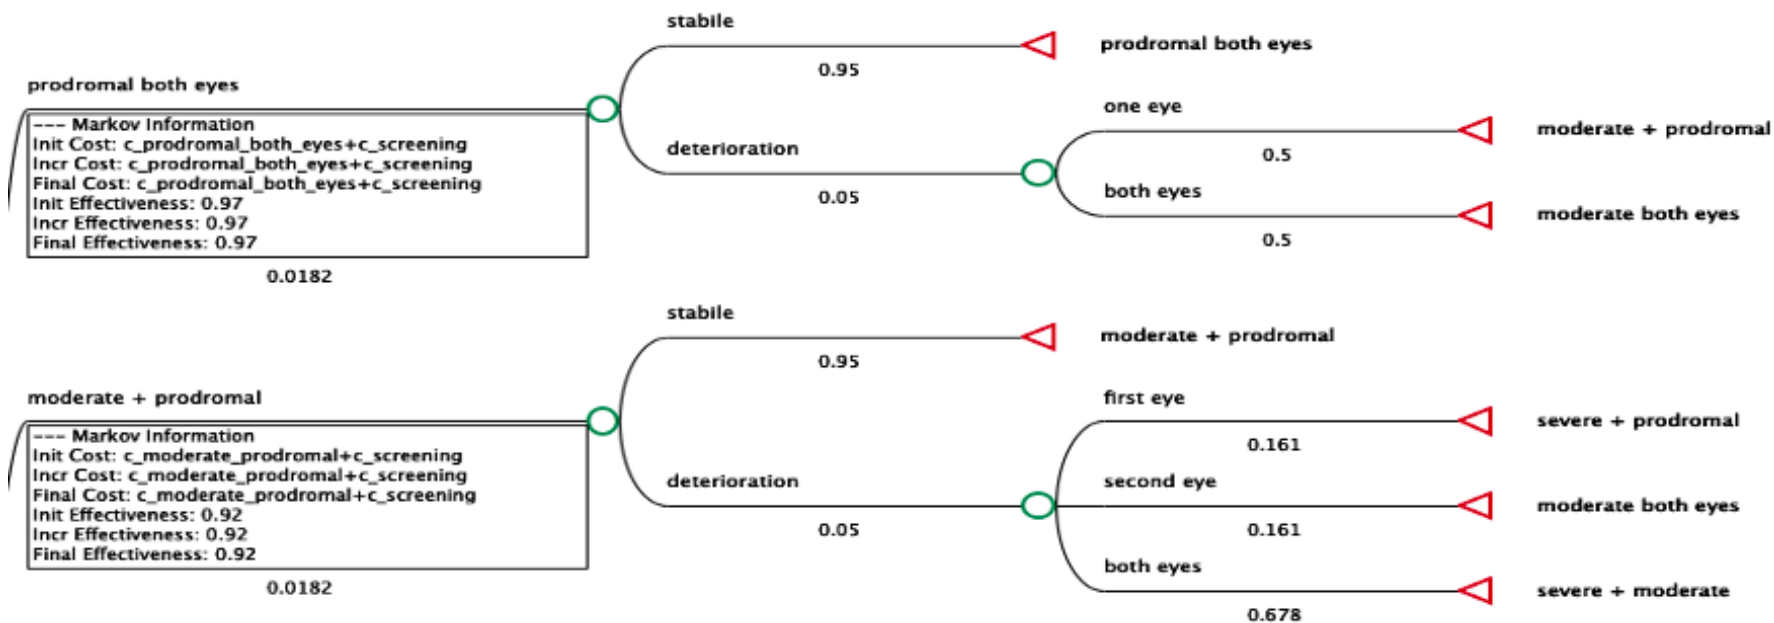 stabile
prodromal both eyes
0.95
prodromal both eyes
--- Markov Information
Init Cost: c_prodromal_both_eyes+c_screening
Incr Cost: c_prodromal_both_eyes+c_screening
Final Cost: c_prodromal_both_eyes+c_screening
Init Effectiveness: 0.97
Incr Effectiveness: 0.97
Final Effectiveness: 0.97
0.0182
deterioration
0.05
one eye
moderate + prodromal
0.5
both eyes
moderate both eyes
0.5
stabile
moderate + prodromal
0.95
moderate + prodromal
--- Markov Information
Init Cost: c_moderate_prodromal+c_screening
Incr Cost: c_moderate_prodromal+c_screening
Final Cost: c_moderate_prodromal+c_screening
Init Effectiveness: 0.92
Incr Effectiveness: 0.92
Final Effectiveness: 0.92
0.0182
deterioration
0.05
first eye
severe + prodromal
0.161
second eye
moderate both eyes
0.161
both eyes
severe + moderate
0.678